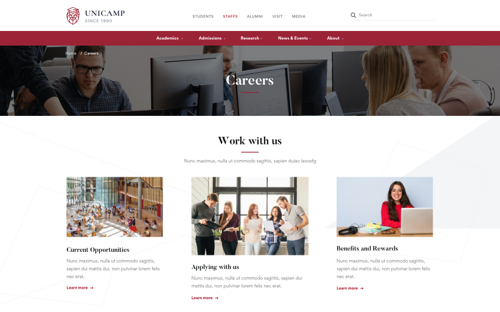 UNICAMP
SINCE 1990
STUDENTS STAFFS ALUMNI VISIT MEDIA
Search
Academics Admissions Research News & Events About
Home / Careers
Careers
Work with us
Nunc maximus, nulla ut commodo sagittis, sapien duiac leosdfg
Current Opportunities
Nunc maximus, nulla ut commodo sagittis,
sapien dui mattis dui, non pulvinar lorem felis
nec erat.
Learn more
Applying with us
Nunc maximus, nulla ut commodo sagittis, sapien dui
mattis dui, non pulvinar lorem felis nec erat.
Learn more
Benefits and Rewards
Nunc maximus, nulla ut commodo sagittis,
sapien dui mattis dui, non pulvinar lorem felis
nec erat.
Learn more